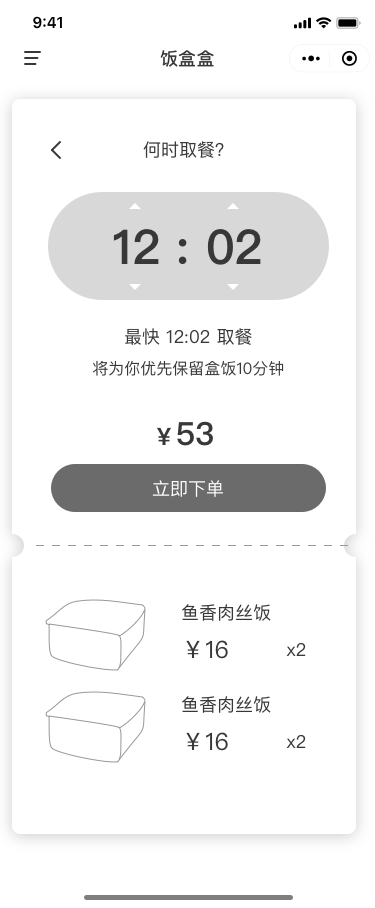 9:41
饭盒盒
何时取餐?
12 : 02
最快 12:02 取餐
将为你优先保留盒饭10分钟
¥53
立即下单
鱼香肉丝饭
¥16 x2
鱼香肉丝饭
¥16 x2